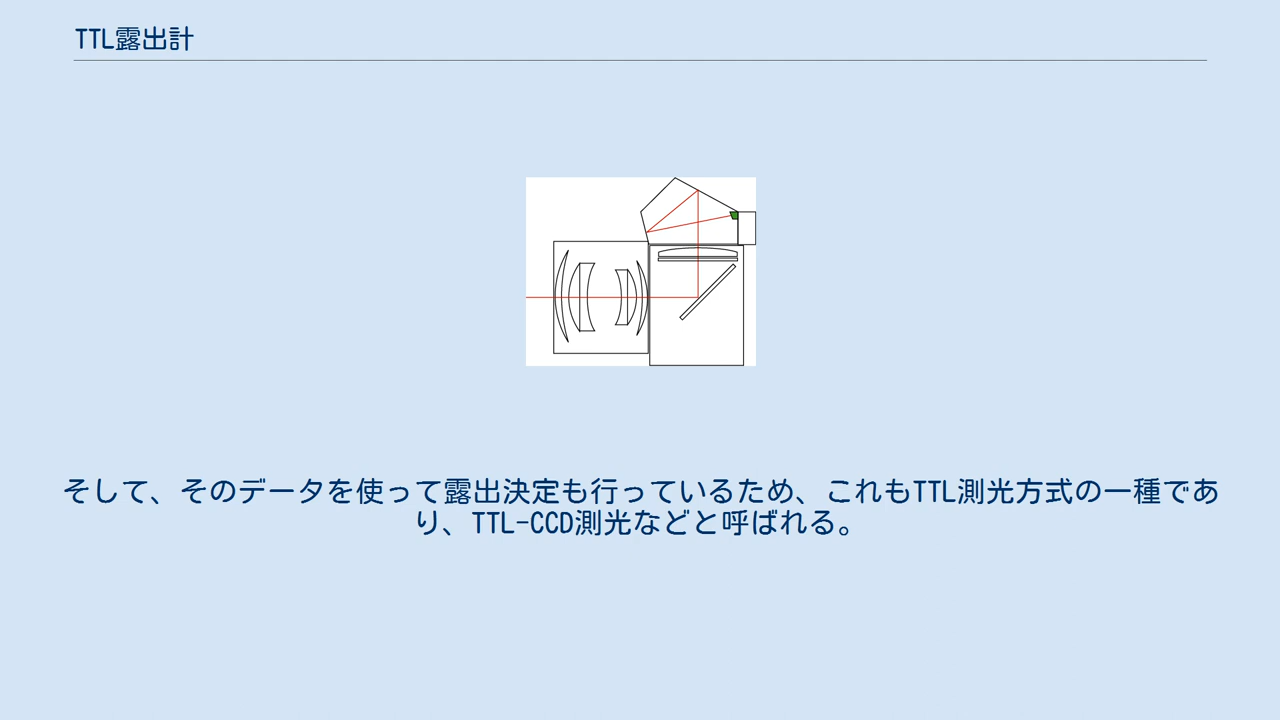 TTL露出計
そして、そのデータを使って露出決定も行っているため、これもTTL測光方式の一種であ
り、TTL-CCD測光などと呼ばれる。